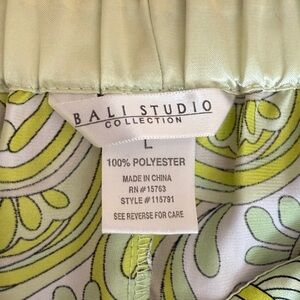 BALI STUDIO
COLLECTION
L
100% POLYESTER
MADE IN CHINA
RN #15763
STYLE #115791
SEE REVERSE FOR CARE